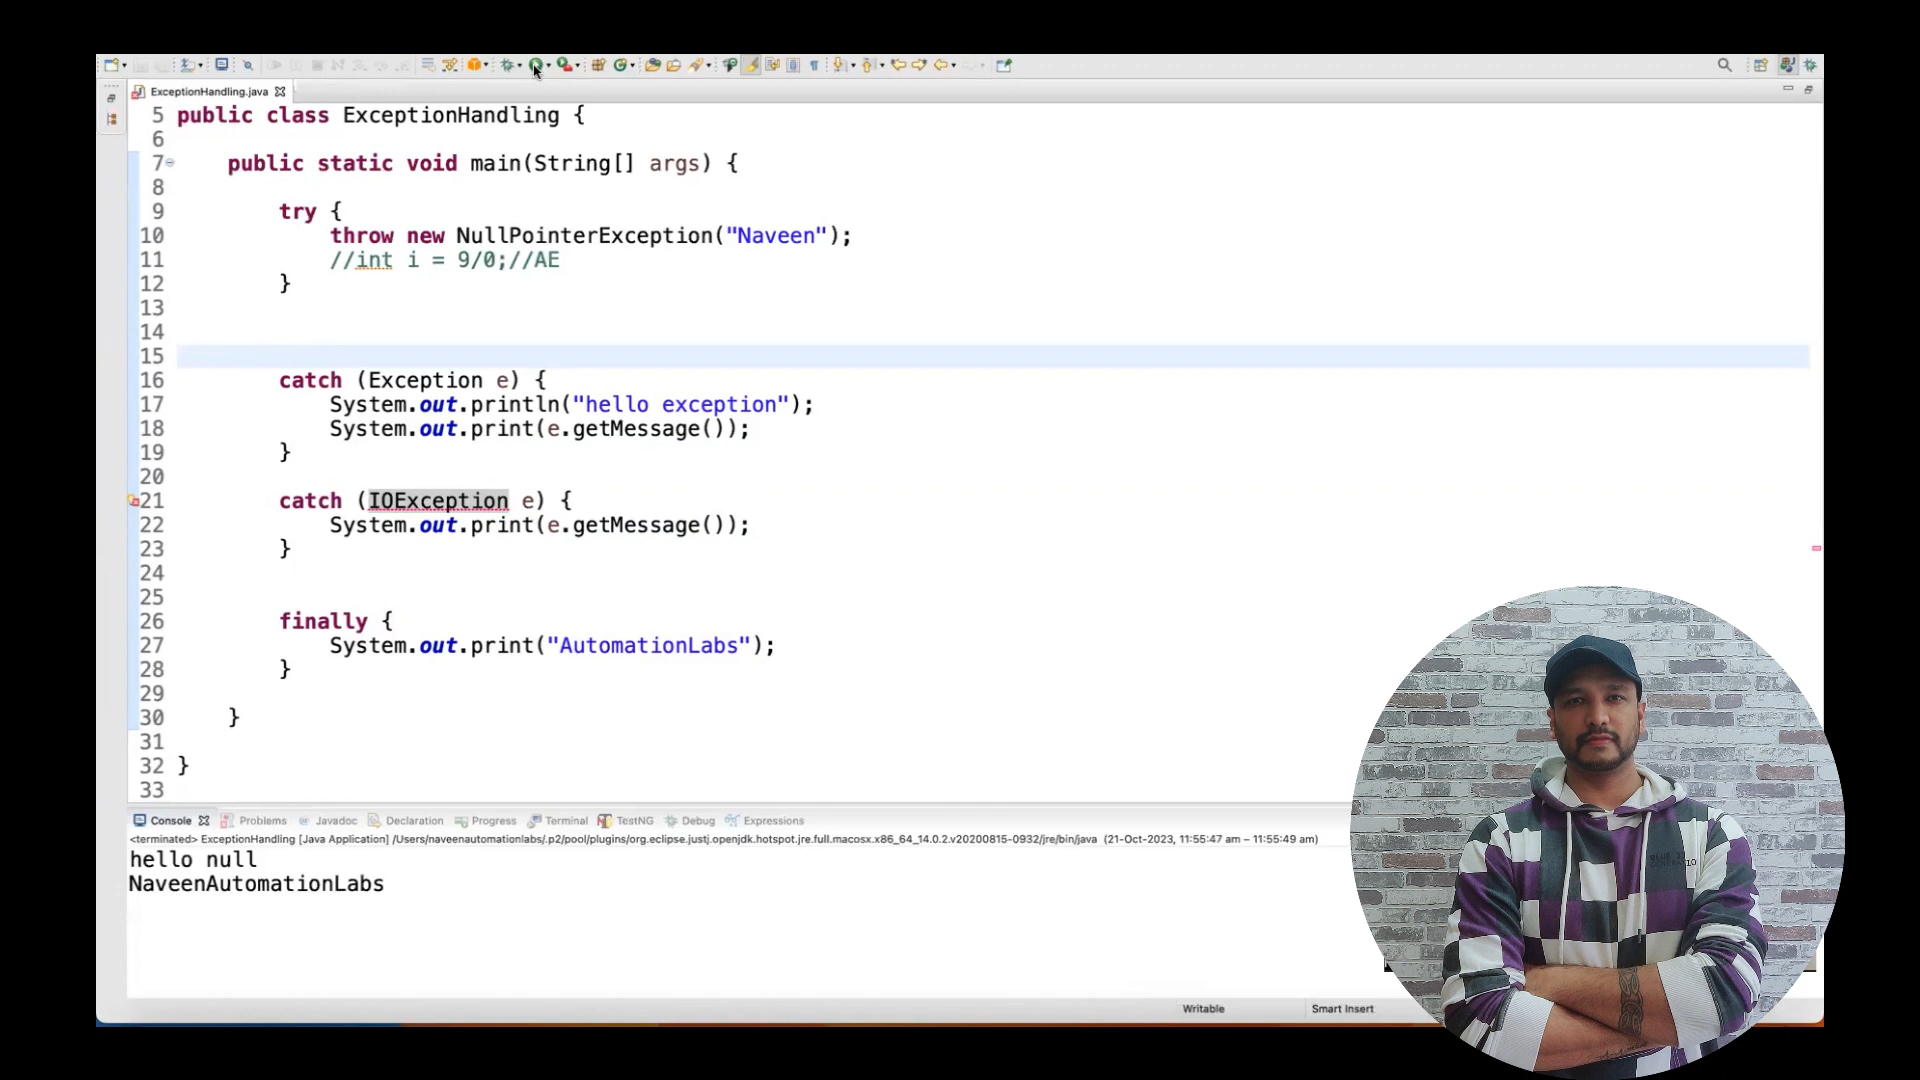 ExceptionHandling.java
5 public class ExceptionHandling {
6
7 public static void main(String[] args) {
8
9 try {
10 throw new NullPointerException("Naveen");
11 //int i = 9/0;//AE
12 }
13
14
15
16 catch (Exception e) {
17 System.out.println("hello exception");
18 System.out.print(e.getMessage());
19 }
20
21 catch (IOException e) {
22 System.out.print(e.getMessage());
23 }
24
25
26 finally {
27 System.out.print("AutomationLabs");
28 }
29
30 }
31
32 }
33
Console Problems Javadoc Declaration Progress Terminal TestNG Debug Expressions
<terminated> ExceptionHandling [Java Application] /Users/naveenautomationlabs/.p2/pool/plugins/org.eclipse.justj.openjdk.hotspot.jre.full.macosx.x86_64_14.0.2.v20200815-0932/jre/bin/java (21-Oct-2023, 11:55:47 am – 11:55:49 am)
hello null
NaveenAutomationLabs
Writable Smart Insert